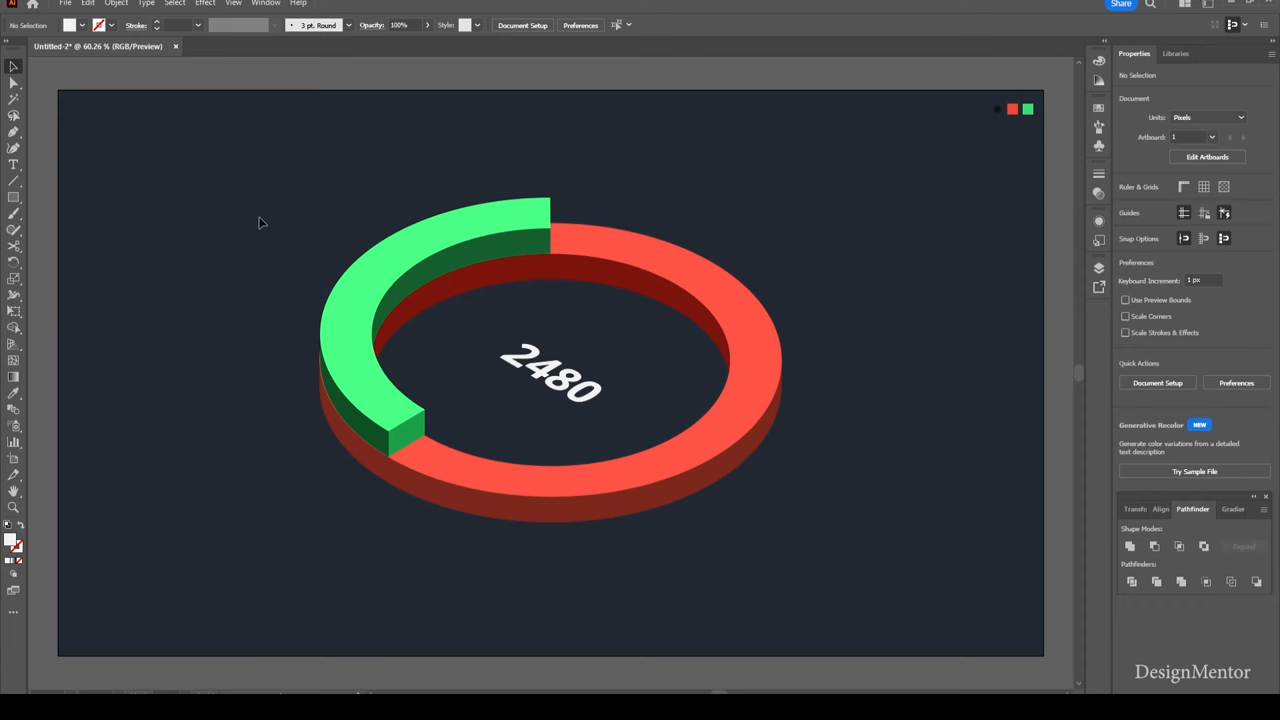 Ai File Edit Object Type Select Effect View Window Help Share
No Selection Stroke: 3 pt. Round Opacity: 100% Style: Document Setup Preferences
Untitled-2* @ 60.26 % (RGB/Preview)
Properties Libraries
No Selection
Document
Units: Pixels
Artboard: 1
Edit Artboards
Ruler & Grids
Guides
Snap Options
Preferences
Keyboard Increment: 1 px
Use Preview Bounds
Scale Corners
Scale Strokes & Effects
Quick Actions
Document Setup Preferences
Generative Recolor NEW
Generate color variations from a detailed
text description
Try Sample File
Transfo Align Pathfinder Gradier
Shape Modes:
Expand
Pathfinders:
2480
DesignMentor